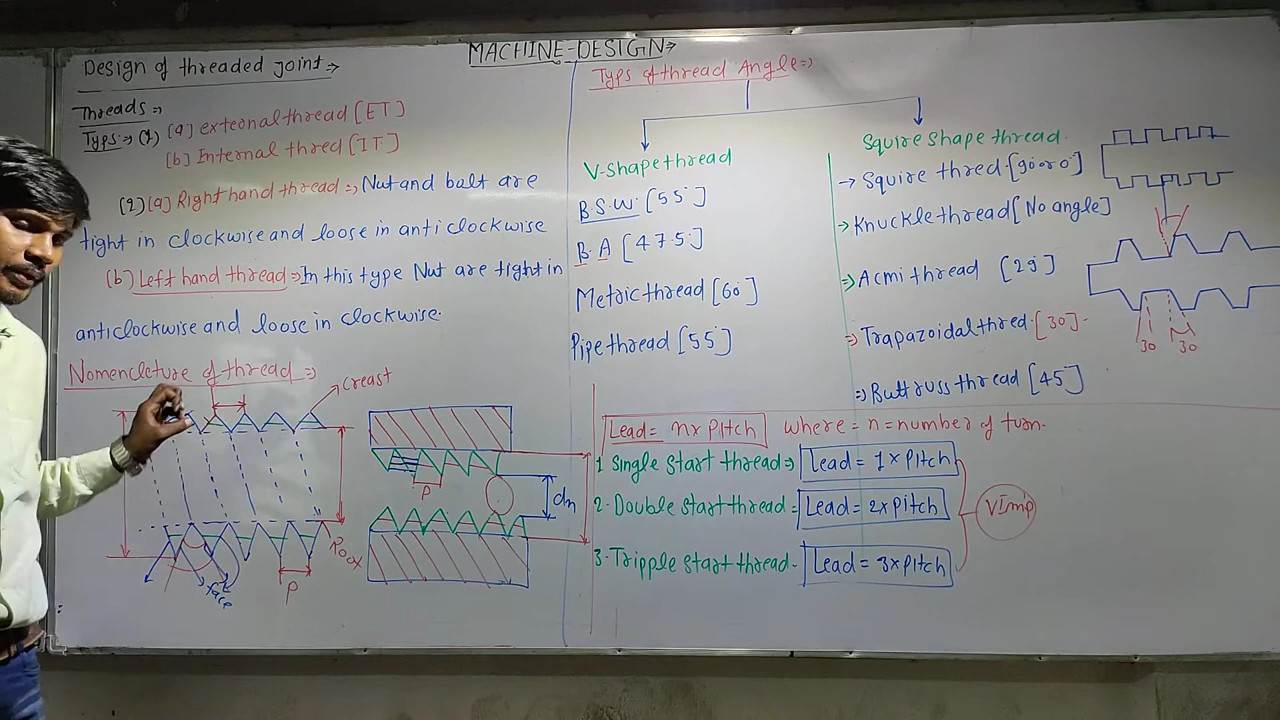 MACHINE-DESIGN⇒
Design of threaded joint⇒
Threads⇒
Typs⇒(1) [a] external thread [ET]
[b] Internal thred [IT]
(2) [a] Right hand thread⇒ Nut and balt are
tight in clockwise and loose in anti clockwise
(b) Left hand thread⇒ In this type Nut are tight in
anticlockwise and loose in clockwise.
Nomencleture of thread⇒
Creast
P
face
P
dn
Typs of thread Angle⇒
V-shape thread
B.S.W. [55°]
B.A [47.5°]
Metric thread [60°]
Pipe thread [55°]
Squire shape thread.
→ Squire thred [90 or 0°]
→ Knuckle thread [No angle]
⇒ Acmi thread [29°]
⇒ Trapazoidal thred. [30].
⇒ Buttruss thread [45°]
30 30
Lead= n×Pitch where = n= number of turn.
1 Single start thread⇒ Lead = 1×Pitch
2. Double start thread= Lead = 2×Pitch
3. Tripple start thread- Lead = 3×Pitch
VImp